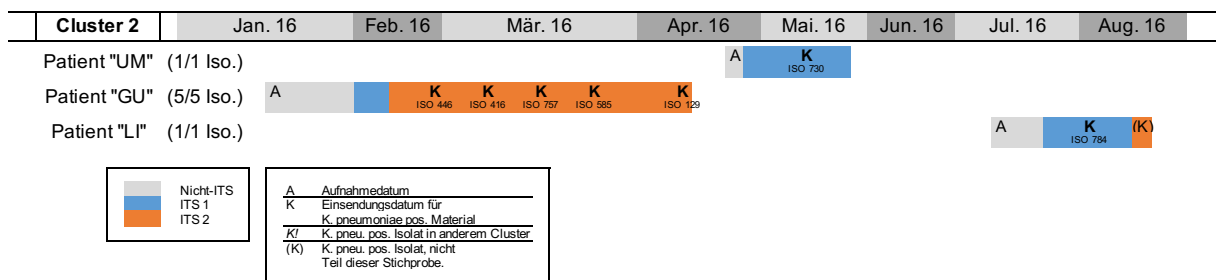 Cluster 2 Jan. 16 Feb. 16 Mär. 16 Apr. 16 Mai. 16 Jun. 16 Jul. 16 Aug. 16
Patient "UM" (1/1 Iso.) A K
ISO 730
Patient "GU" (5/5 Iso.) A K K K K K
ISO 446 ISO 416 ISO 757 ISO 585 ISO 129
Patient "LI" (1/1 Iso.) A K (K)
ISO 784
Nicht-ITS
ITS 1
ITS 2
A Aufnahmedatum
K Einsendungsdatum für
K. pneumoniae pos. Material
K! K. pneu. pos. Isolat in anderem Cluster
(K) K. pneu. pos. Isolat, nicht
Teil dieser Stichprobe.